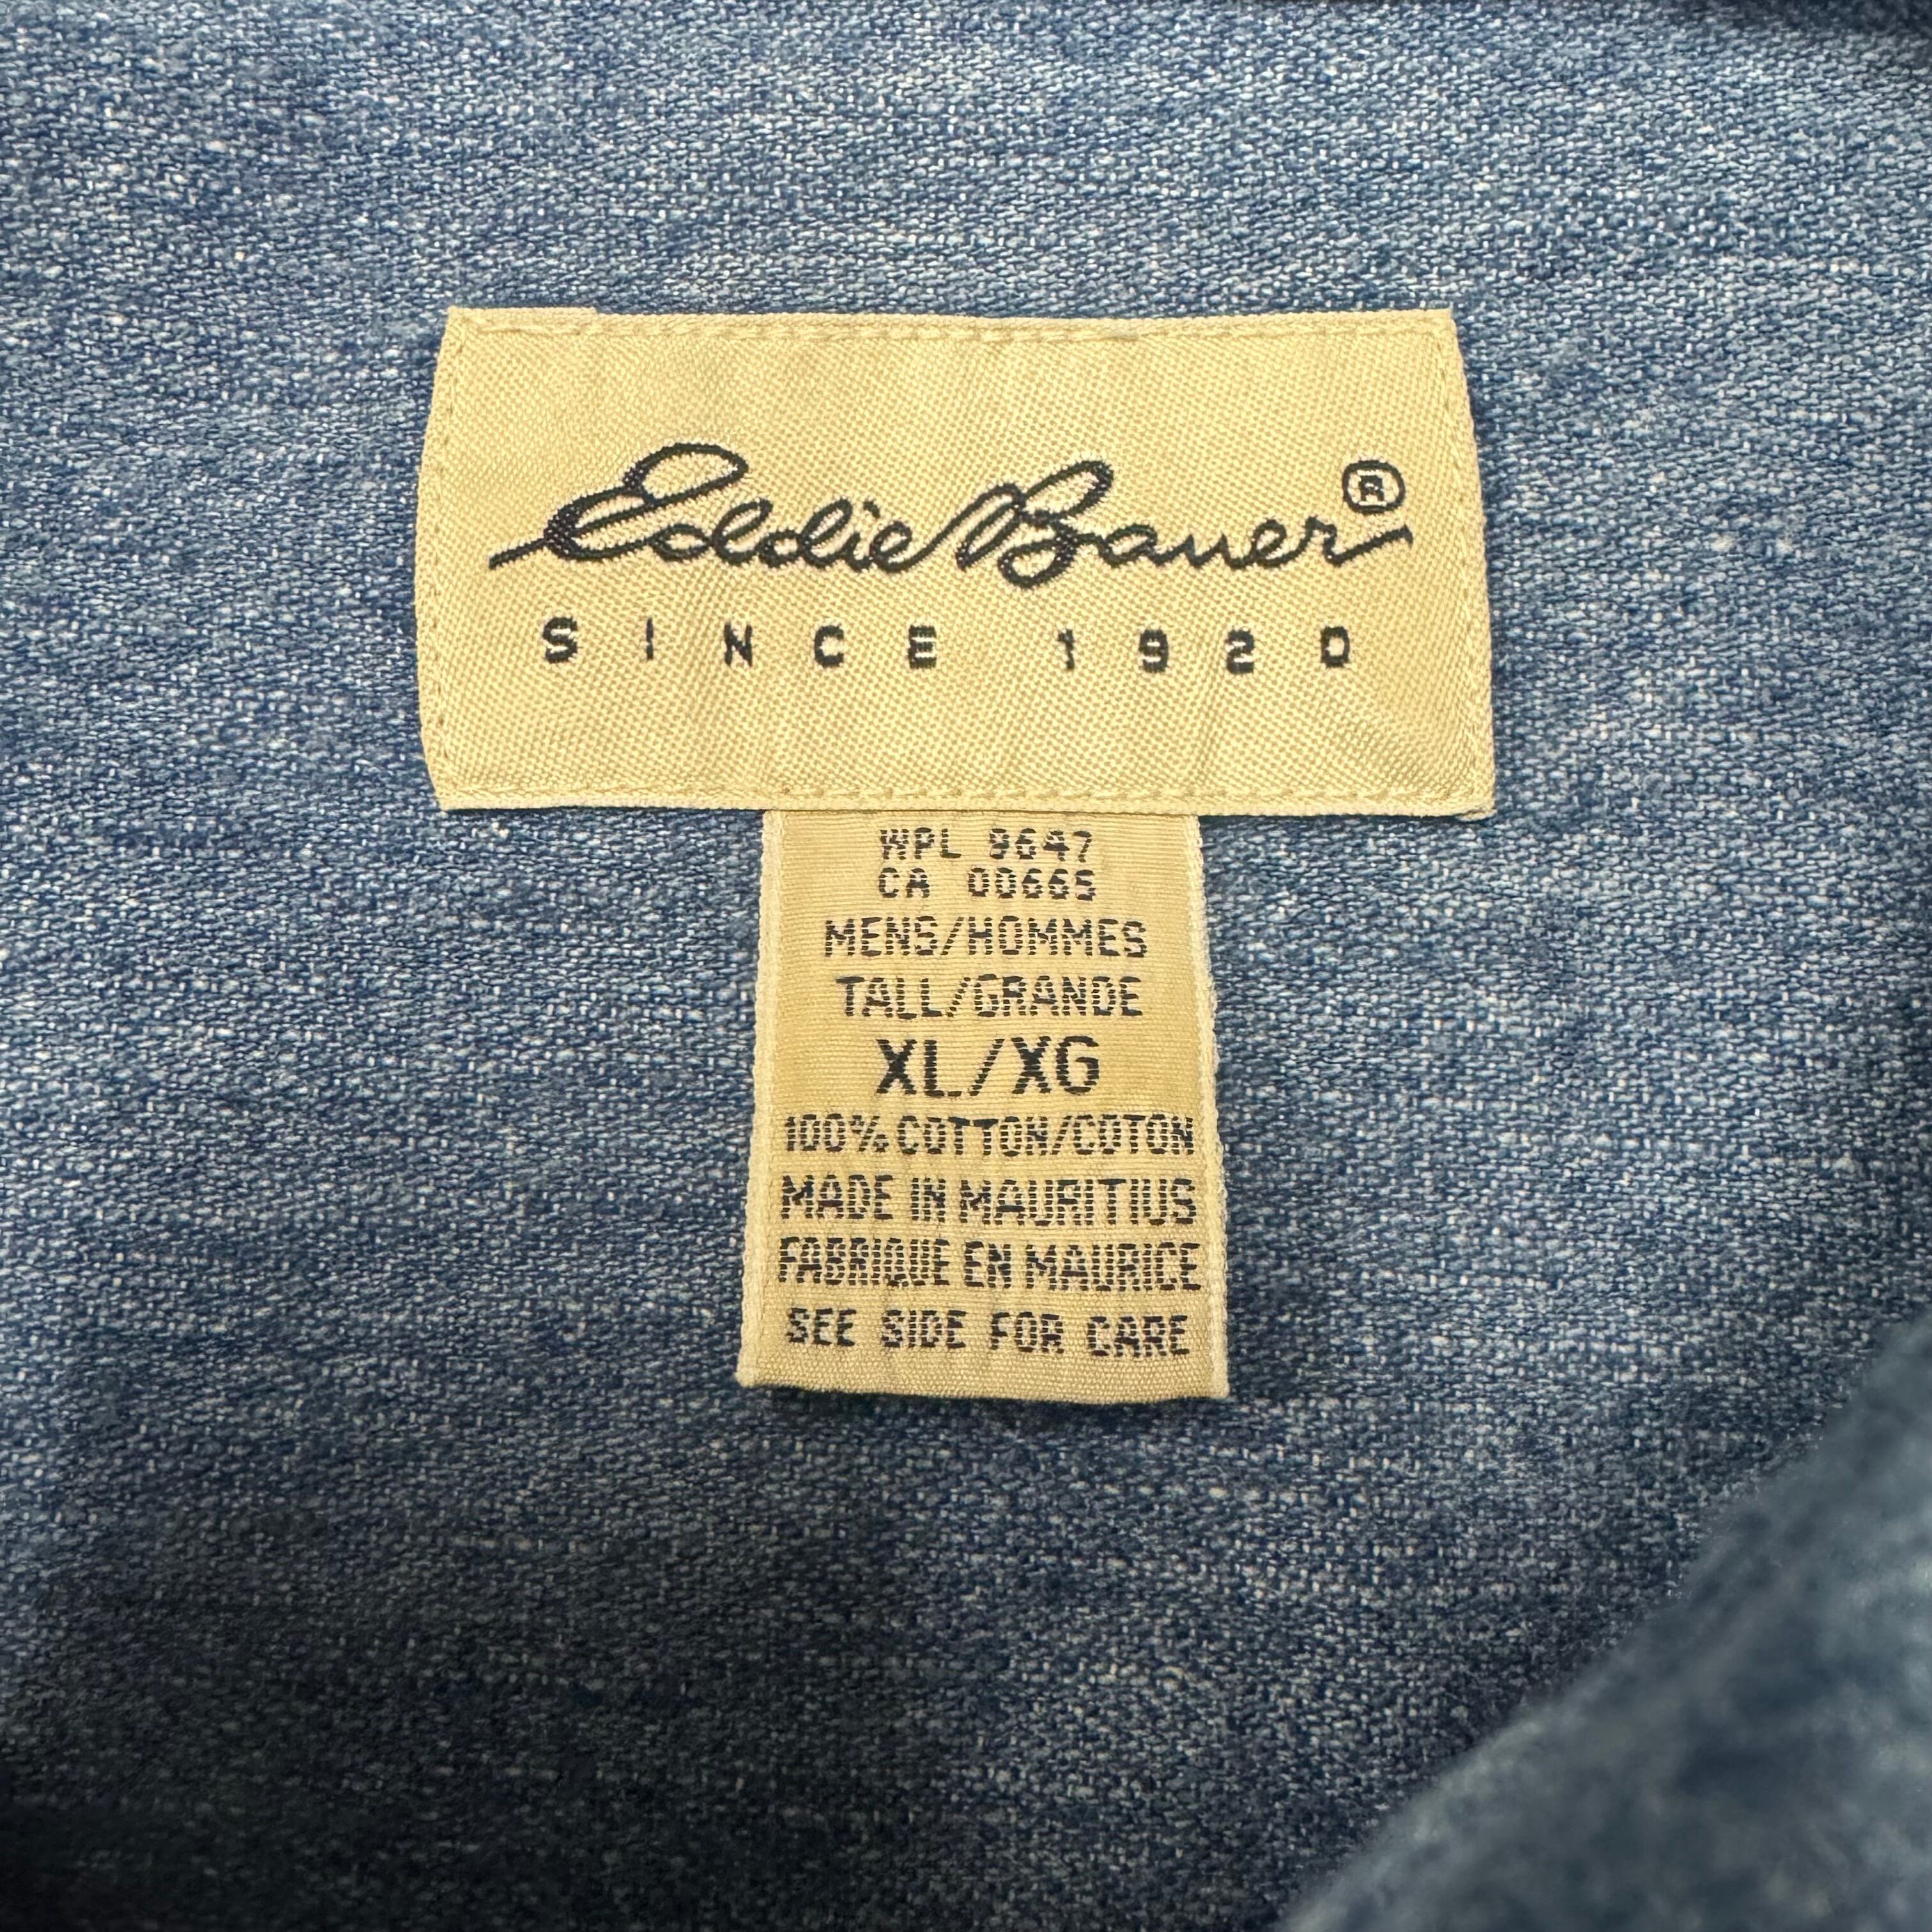 Eddie Bauer®
SINCE 1920
WPL 9647
CA 00665
MENS/HOMMES
TALL/GRANDE
XL/XG
100% COTTON/COTON
MADE IN MAURITIUS
FABRIQUE EN MAURICE
SEE SIDE FOR CARE